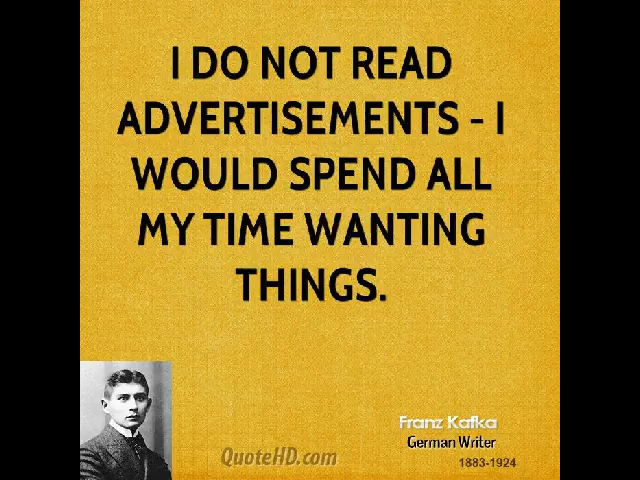 I DO NOT READ
ADVERTISEMENTS - I
WOULD SPEND ALL
MY TIME WANTING
THINGS.
Franz Kafka
German Writer
QuoteHD.com
1883-1924